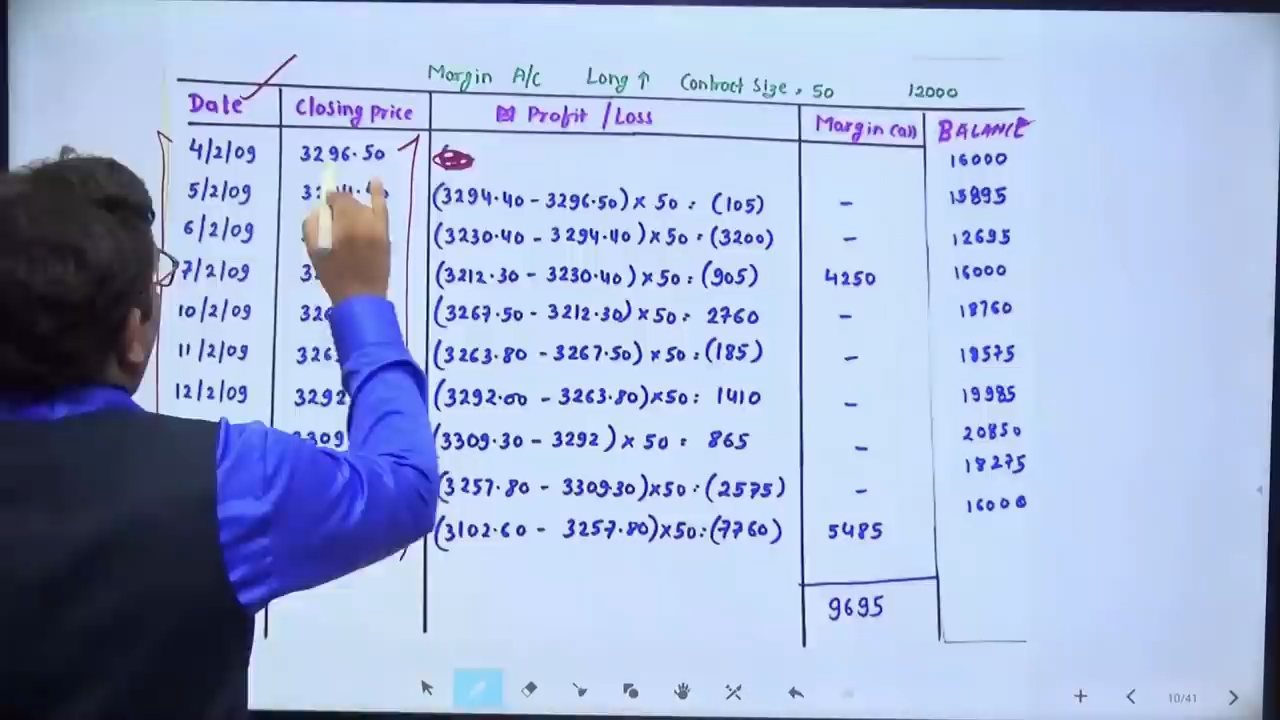 Margin A/c Long ↑ Contract Size, 50 12000
Date Closing price Profit / Loss Margin Call BALANCE
4/2/09 3296.50 16000
5/2/09 (3294.40 - 3296.50) × 50 : (105) - 15895
6/2/09 (3230.40 - 3294.40) × 50 : (3200) - 12695
7/2/09 (3212.30 - 3230.40) × 50 : (905) 4250 16000
10/2/09 (3267.50 - 3212.30) × 50 : 2760 - 18760
11/2/09 (3263.80 - 3267.50) × 50 : (185) - 18575
12/2/09 3292 (3292.00 - 3263.80) × 50 : 1410 - 19985
3309 (3309.30 - 3292) × 50 : 865 - 20850
(3257.80 - 3309.30) × 50 : (2575) - 18275
(3102.60 - 3257.80) × 50 : (7760) 5485 16000
9695
10/41